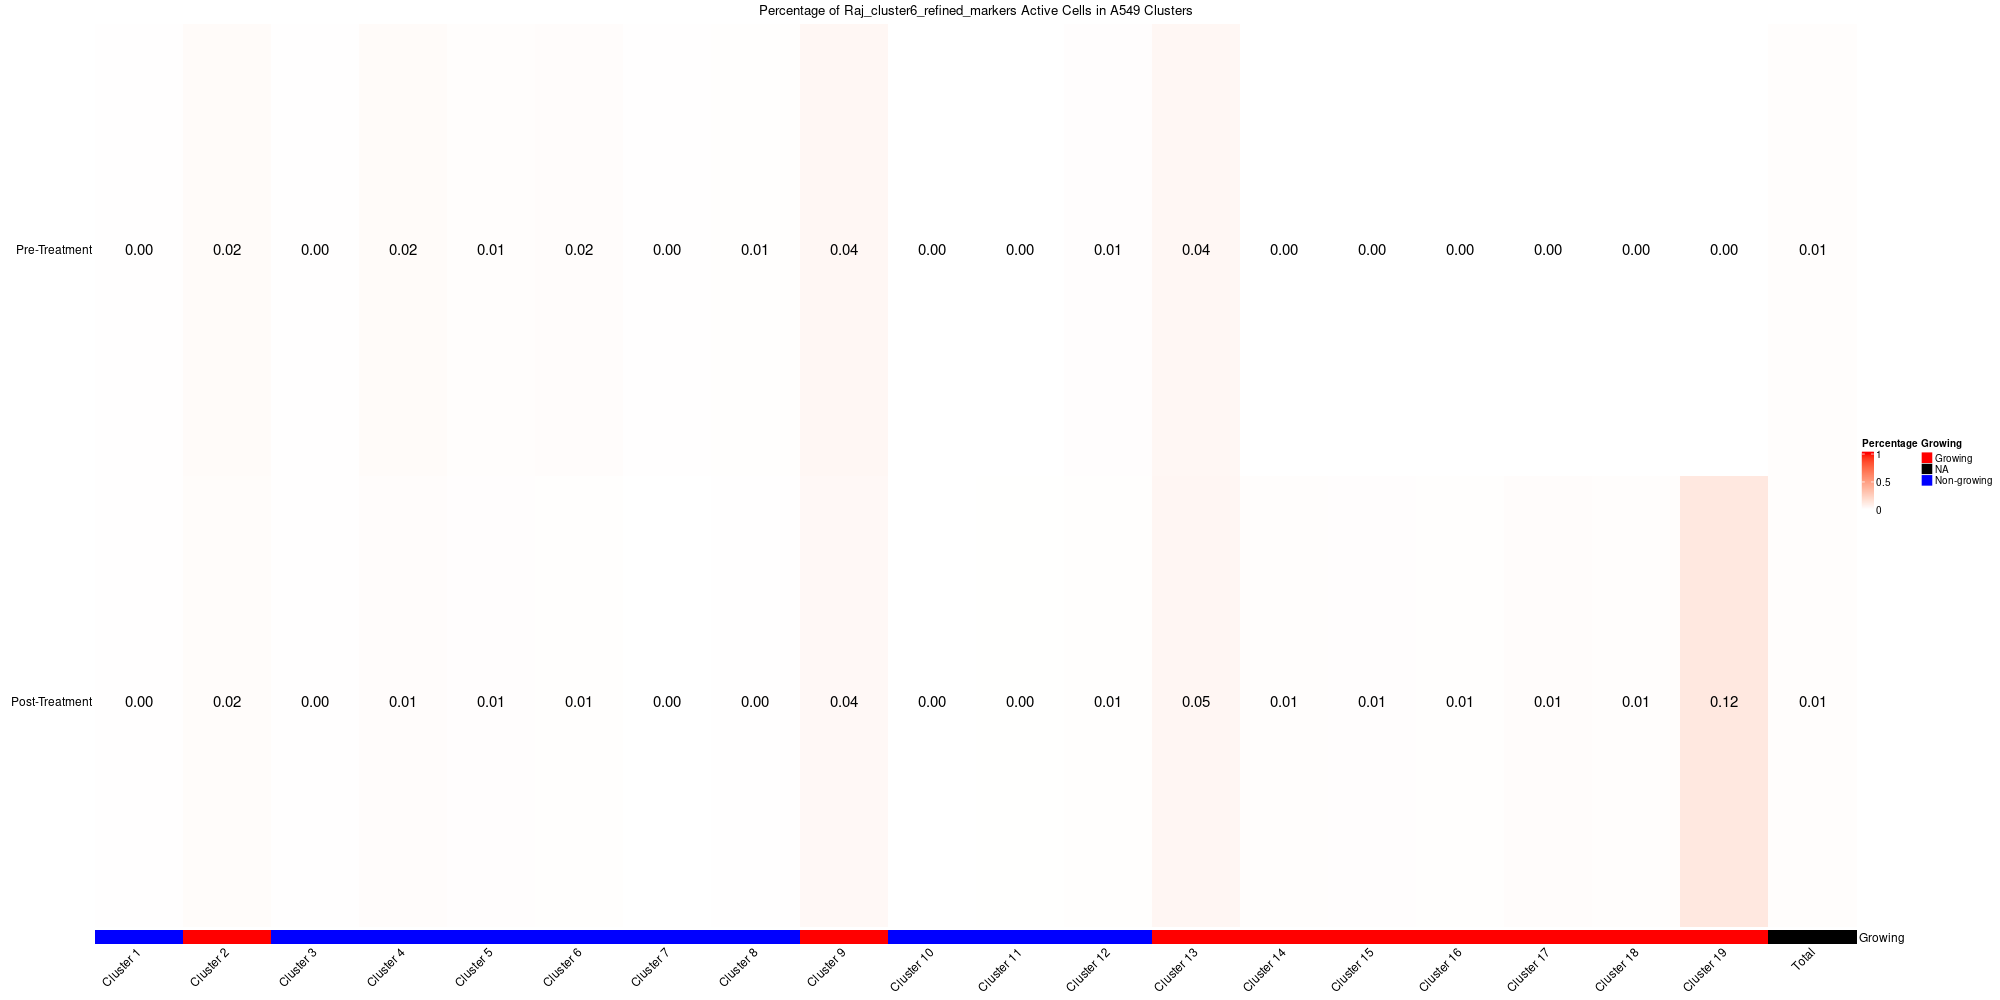 Percentage of Raj_cluster6_refined_markers Active Cells in A549 Clusters
Pre-Treatment 0.00 0.02 0.00 0.02 0.01 0.02 0.00 0.01 0.04 0.00 0.00 0.01 0.04 0.00 0.00 0.00 0.00 0.00 0.00 0.01
Percentage Growing
1 Growing
NA
0.5 Non-growing
0
Post-Treatment 0.00 0.02 0.00 0.01 0.01 0.01 0.00 0.00 0.04 0.00 0.00 0.01 0.05 0.01 0.01 0.01 0.01 0.01 0.12 0.01
Growing
Cluster 1 Cluster 2 Cluster 3 Cluster 4 Cluster 5 Cluster 6 Cluster 7 Cluster 8 Cluster 9 Cluster 10 Cluster 11 Cluster 12 Cluster 13 Cluster 14 Cluster 15 Cluster 16 Cluster 17 Cluster 18 Cluster 19 Total